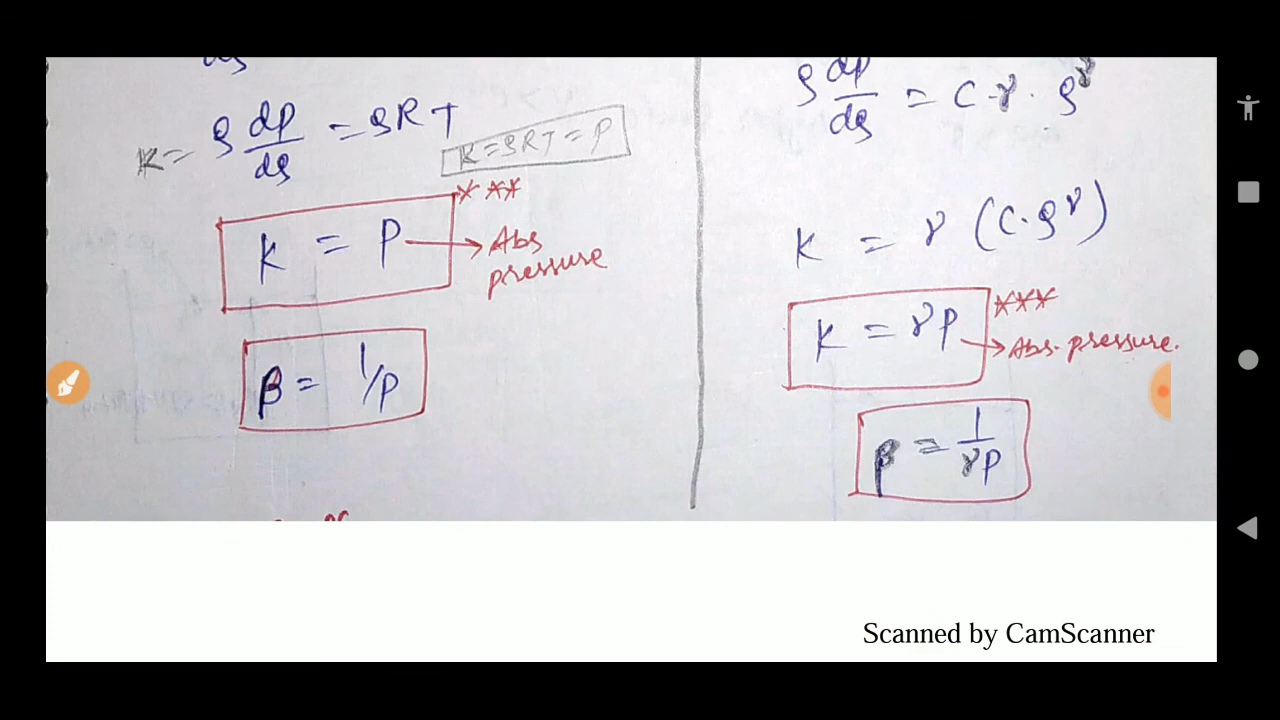 K = ρ dp/dρ = ρRT
K = ρRT = P
K = P → Abs pressure
***
β = 1/P
ρ dp/dρ = C·γ·ρ^γ
K = γ (C·ρ^γ)
K = γP → Abs. pressure.
***
β = 1/γP
Scanned by CamScanner